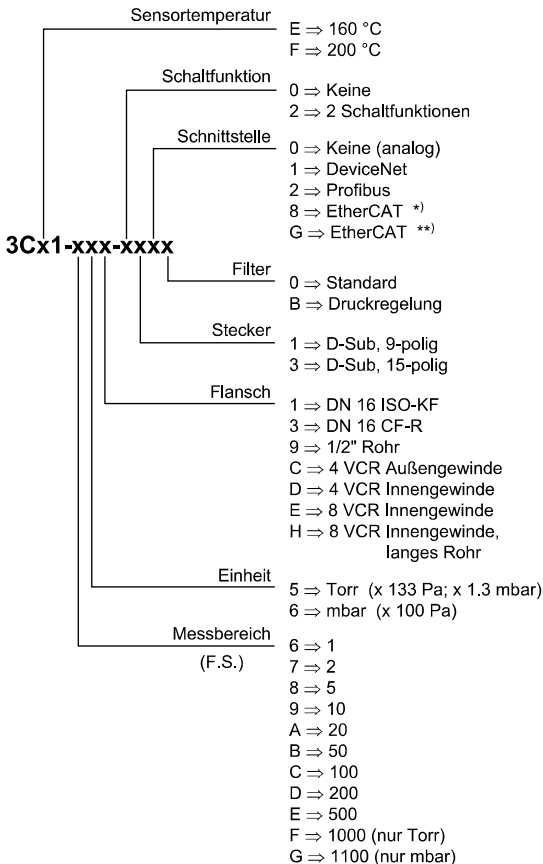 Sensortemperatur
E ⇒ 160 °C
F ⇒ 200 °C
Schaltfunktion
0 ⇒ Keine
2 ⇒ 2 Schaltfunktionen
Schnittstelle
0 ⇒ Keine (analog)
1 ⇒ DeviceNet
2 ⇒ Profibus
8 ⇒ EtherCAT *)
G ⇒ EtherCAT **)
3Cx1-xxx-xxxx
Filter
0 ⇒ Standard
B ⇒ Druckregelung
Stecker
1 ⇒ D-Sub, 9-polig
3 ⇒ D-Sub, 15-polig
Flansch
1 ⇒ DN 16 ISO-KF
3 ⇒ DN 16 CF-R
9 ⇒ 1/2" Rohr
C ⇒ 4 VCR Außengewinde
D ⇒ 4 VCR Innengewinde
E ⇒ 8 VCR Innengewinde
H ⇒ 8 VCR Innengewinde,
langes Rohr
Einheit
5 ⇒ Torr (x 133 Pa; x 1.3 mbar)
6 ⇒ mbar (x 100 Pa)
Messbereich
(F.S.)
6 ⇒ 1
7 ⇒ 2
8 ⇒ 5
9 ⇒ 10
A ⇒ 20
B ⇒ 50
C ⇒ 100
D ⇒ 200
E ⇒ 500
F ⇒ 1000 (nur Torr)
G ⇒ 1100 (nur mbar)